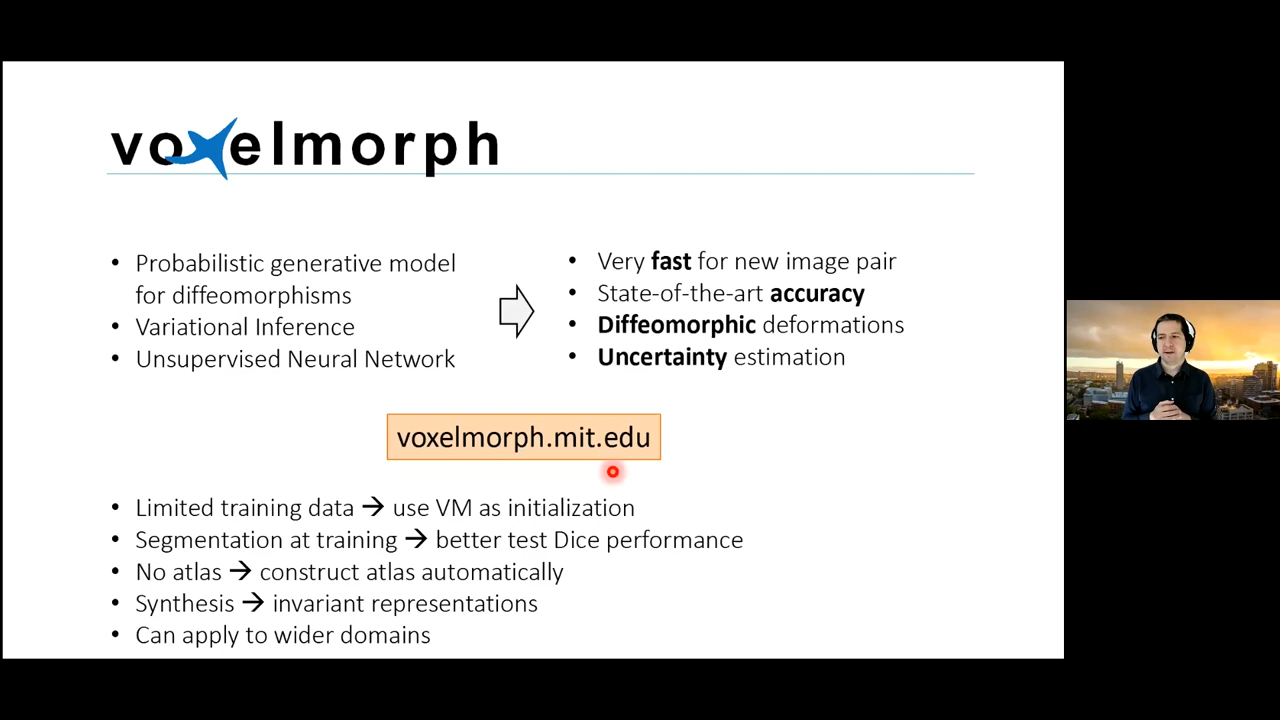 voxelmorph
• Probabilistic generative model
for diffeomorphisms
• Variational Inference
• Unsupervised Neural Network
• Very fast for new image pair
• State-of-the-art accuracy
• Diffeomorphic deformations
• Uncertainty estimation
voxelmorph.mit.edu
• Limited training data → use VM as initialization
• Segmentation at training → better test Dice performance
• No atlas → construct atlas automatically
• Synthesis → invariant representations
• Can apply to wider domains